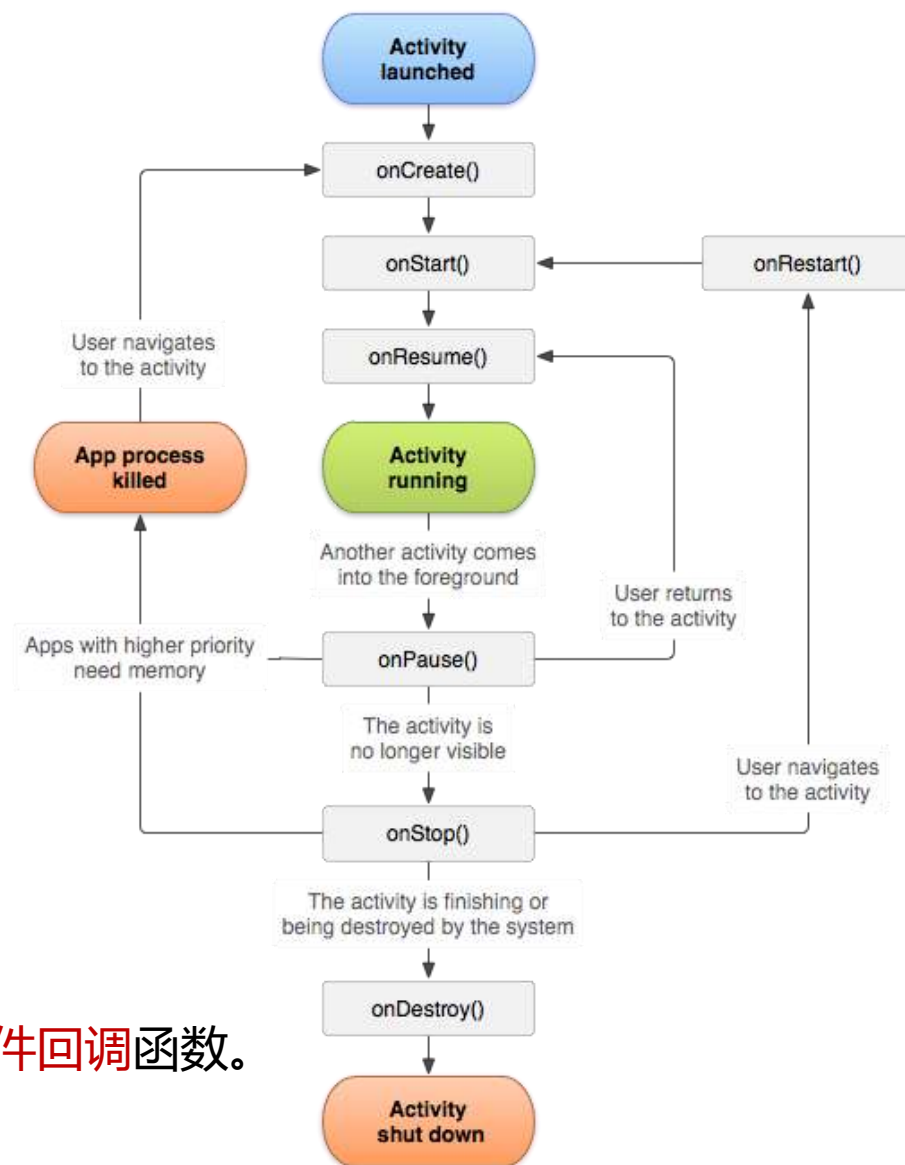 Activity
launched
onCreate()
onStart()
onRestart()
User navigates
to the activity
onResume()
App process
killed
Activity
running
Another activity comes
into the foreground
User returns
to the activity
Apps with higher priority
need memory
onPause()
The activity is
no longer visible
User navigates
to the activity
onStop()
The activity is finishing or
being destroyed by the system
onDestroy()
件回调函数。
Activity
shut down